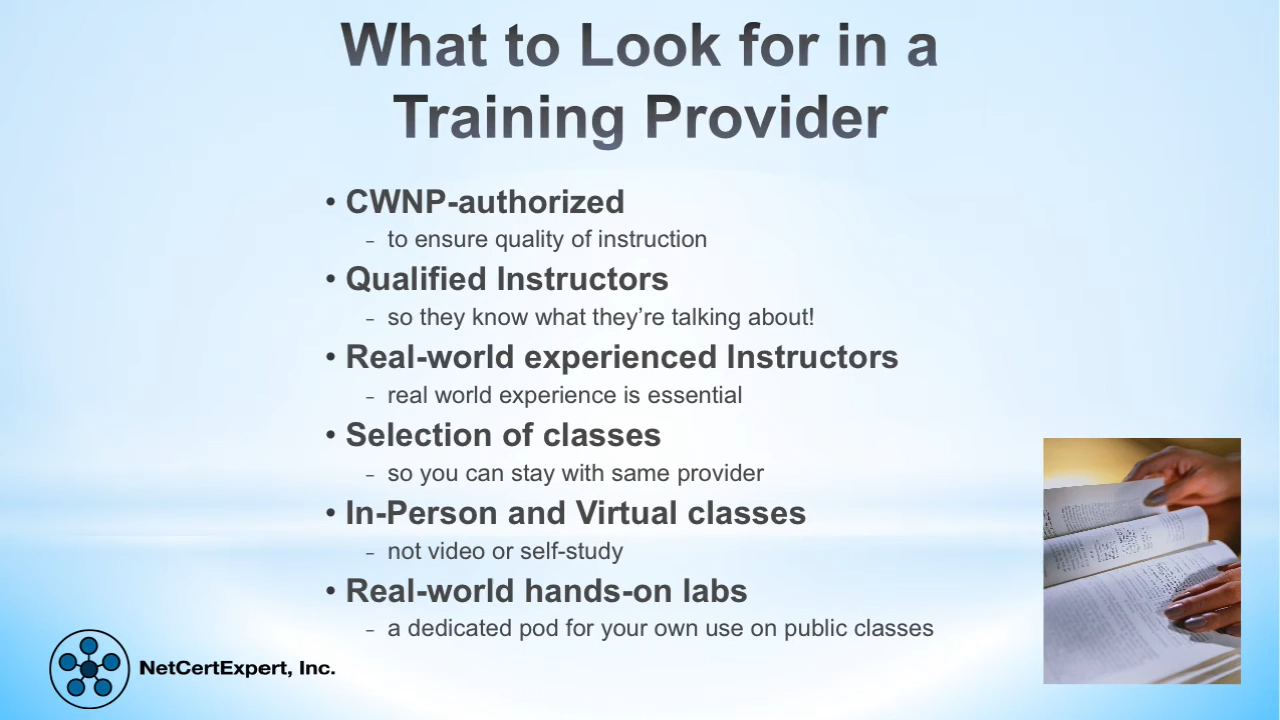 What to Look for in a
Training Provider
• CWNP-authorized
– to ensure quality of instruction
• Qualified Instructors
– so they know what they’re talking about!
• Real-world experienced Instructors
– real world experience is essential
• Selection of classes
– so you can stay with same provider
• In-Person and Virtual classes
– not video or self-study
• Real-world hands-on labs
– a dedicated pod for your own use on public classes
NetCertExpert, Inc.